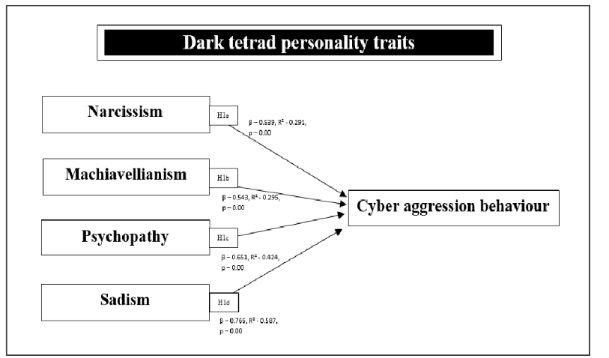 Dark tetrad personality traits
Narcissism
H1a
β – 0.539, R² - 0.291,
p – 0.00
Machiavellianism
H1b
β – 0.543, R² - 0.295,
p – 0.00
Cyber aggression behaviour
Psychopathy
H1c
β – 0.651, R² - 0.424,
p – 0.00
Sadism
H1d
β – 0.766, R² - 0.587,
p – 0.00